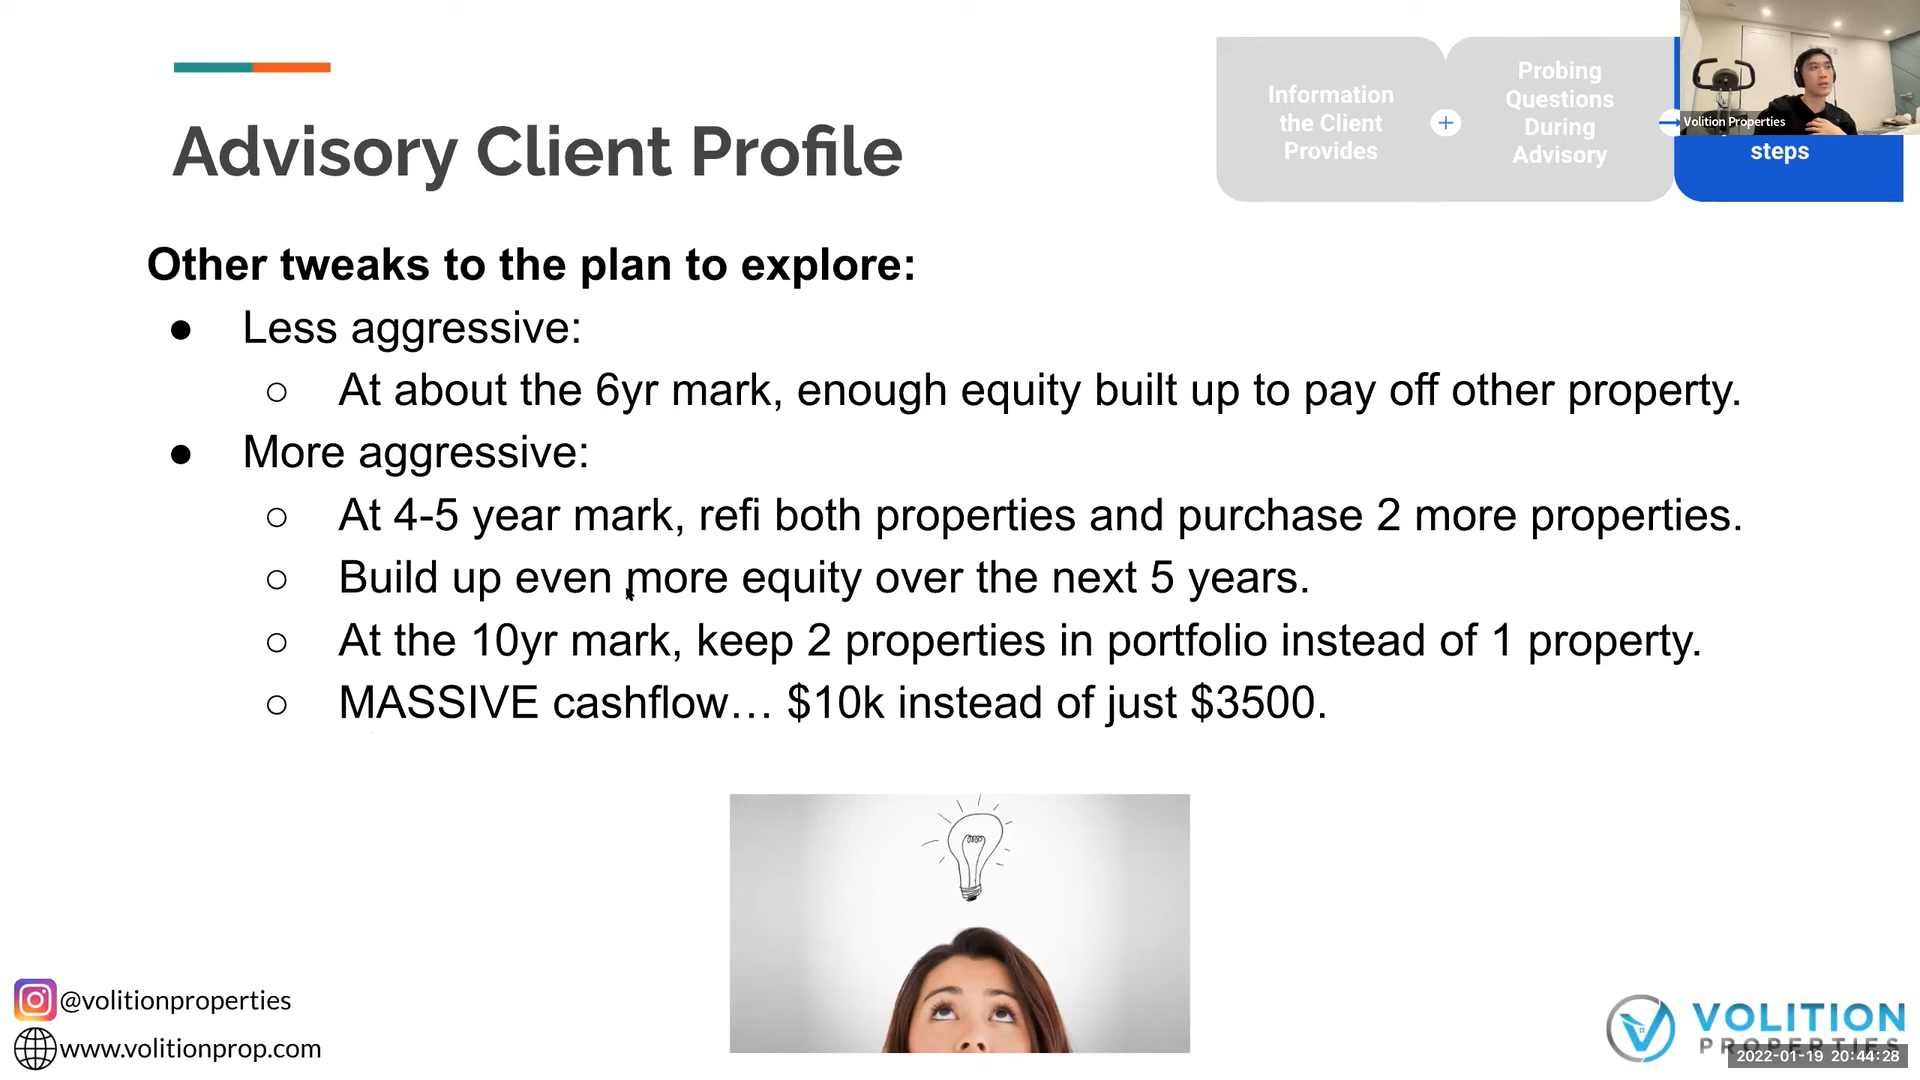 Advisory Client Profile
Information
the Client
Provides
+
Probing
Questions
During
Advisory
steps
Volition Properties
Other tweaks to the plan to explore:
● Less aggressive:
○ At about the 6yr mark, enough equity built up to pay off other property.
● More aggressive:
○ At 4-5 year mark, refi both properties and purchase 2 more properties.
○ Build up even more equity over the next 5 years.
○ At the 10yr mark, keep 2 properties in portfolio instead of 1 property.
○ MASSIVE cashflow… $10k instead of just $3500.
@volitionproperties
www.volitionprop.com
VOLITION
PROPERTIES
2022-01-19 20:44:28